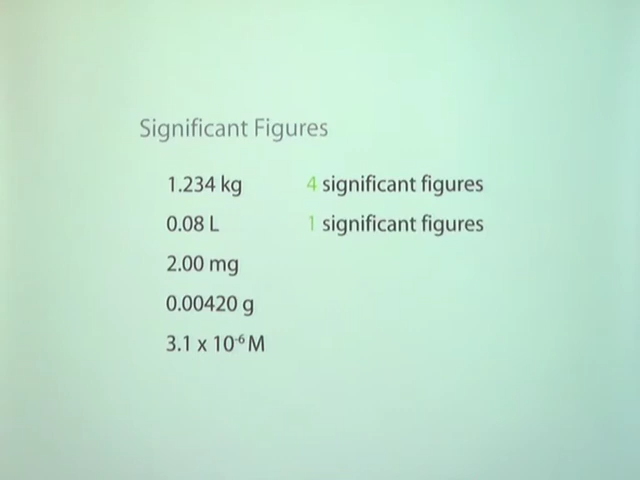 Significant Figures
1.234 kg 4 significant figures
0.08 L 1 significant figures
2.00 mg
0.00420 g
3.1 x 10⁻⁶ M